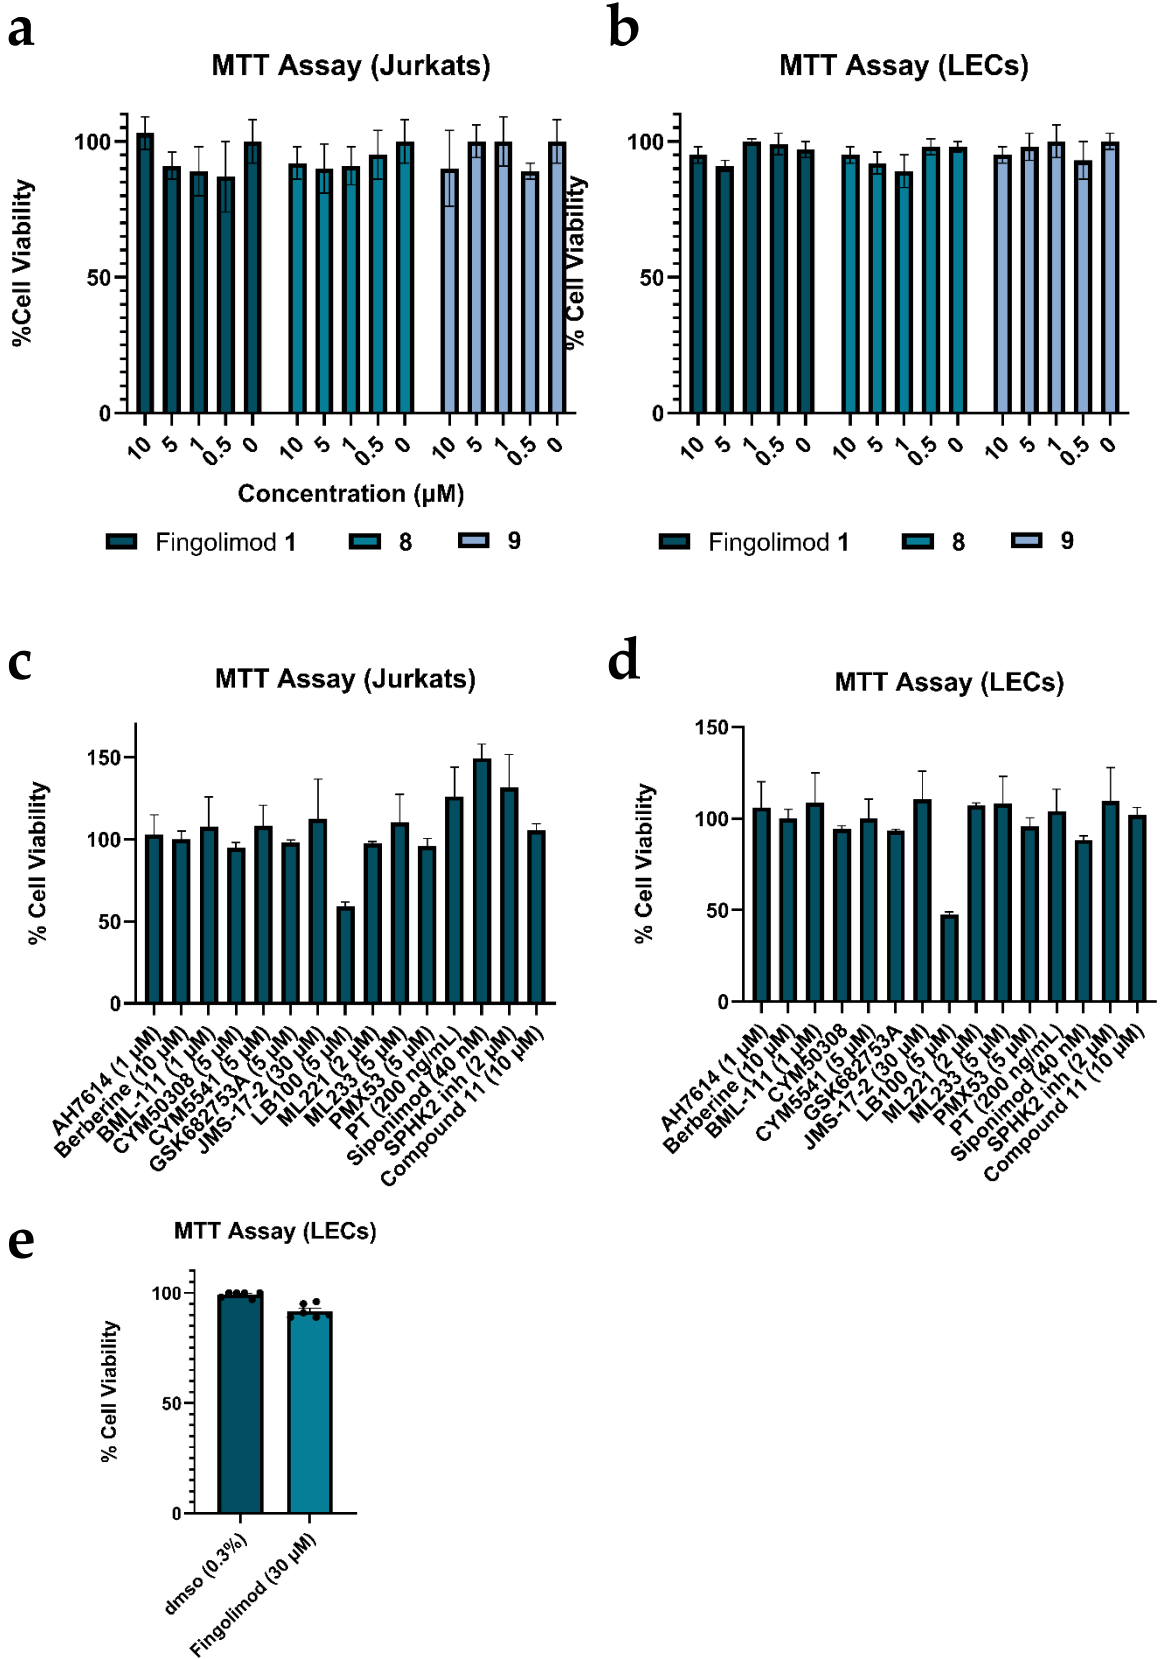 a
MTT Assay (Jurkats)
%Cell Viability
100
50
0
10 5 1 0.5 0 10 5 1 0.5 0 10 5 1 0.5 0
Concentration (µM)
Fingolimod 1 8 9
b
MTT Assay (LECs)
% Cell Viability
100
50
0
10 5 1 0.5 0 10 5 1 0.5 0 10 5 1 0.5 0
Fingolimod 1 8 9
c
MTT Assay (Jurkats)
% Cell Viability
150
100
50
0
AH7614 (1 µM)
Berberine (10 µM)
BML-111 (1 µM)
CYM50308 (5 µM)
CYM5541 (5 µM)
GSK682753A (5 µM)
JMS-17-2 (30 µM)
LB100 (5 µM)
ML221 (2 µM)
ML233 (5 µM)
PMX53 (5 µM)
PT (200 ng/mL)
Siponimod (40 nM)
SPHK2 inh (2 µM)
Compound 11 (10 µM)
d
MTT Assay (LECs)
% Cell Viability
150
100
50
0
AH7614 (1 µM)
Berberine (10 µM)
BML-111 (1 µM)
CYM50308
CYM5541 (5 µM)
GSK682753A
JMS-17-2 (30 µM)
LB100 (5 µM)
ML221 (2 µM)
ML233 (5 µM)
PMX53 (5 µM)
PT (200 ng/mL)
Siponimod (40 nM)
SPHK2 inh (2 µM)
Compound 11 (10 µM)
e
MTT Assay (LECs)
% Cell Viability
100
50
0
dmso (0.3%)
Fingolimod (30 µM)